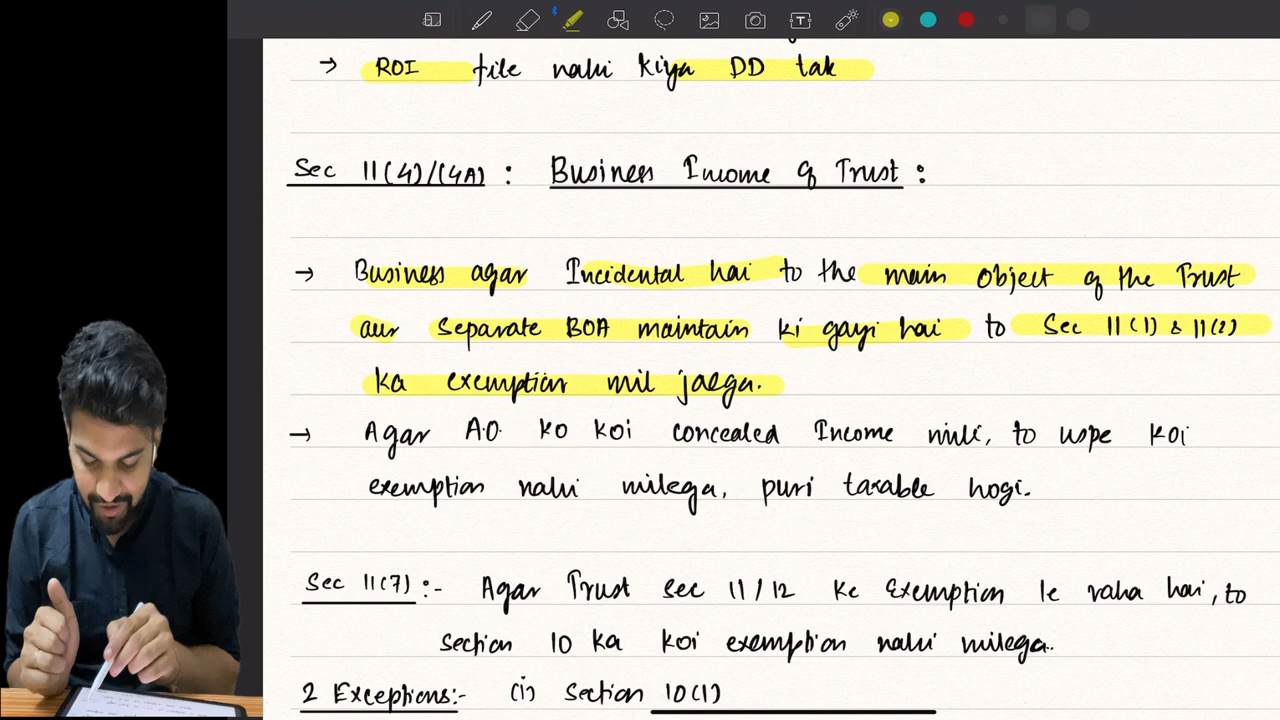 → ROI file nahi kiya DD tak
Sec 11(4)/(4A) : Business Income of Trust :
→ Business agar Incidental hai to the main object of the Trust
aur separate BOA maintain ki gayi hai to Sec 11(1) & 11(2)
ka exemption mil jaega.
→ Agar A.O. ko koi concealed Income mili, to uspe koi
exemption nahi milega, puri taxable hogi.
Sec 11(7) :- Agar Trust sec 11/12 ke Exemption le raha hai, to
section 10 ka koi exemption nahi milega.
2 Exceptions:- (i) Section 10(1)